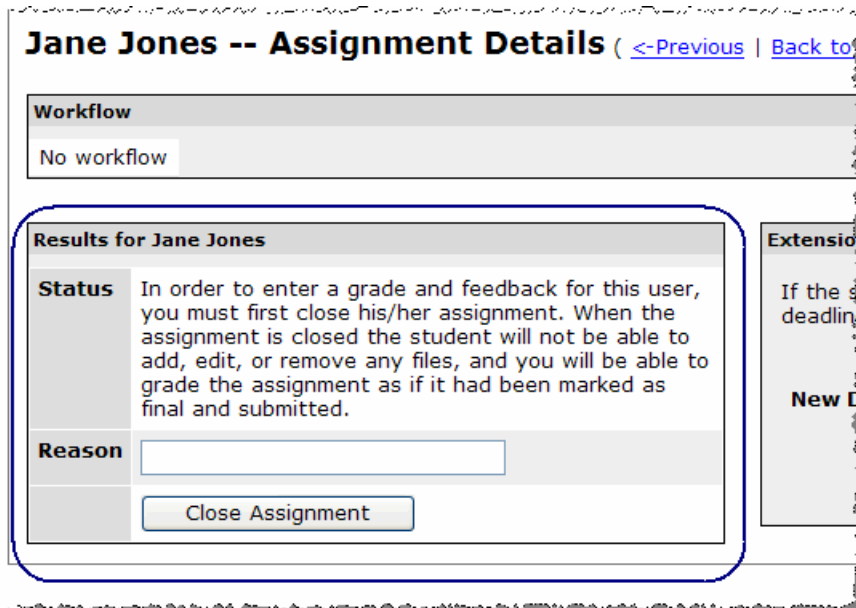 Jane Jones -- Assignment Details ( <-Previous | Back to
Workflow
No workflow
Results for Jane Jones
Status In order to enter a grade and feedback for this user,
you must first close his/her assignment. When the
assignment is closed the student will not be able to
add, edit, or remove any files, and you will be able to
grade the assignment as if it had been marked as
final and submitted.
Reason
Close Assignment
If the
New